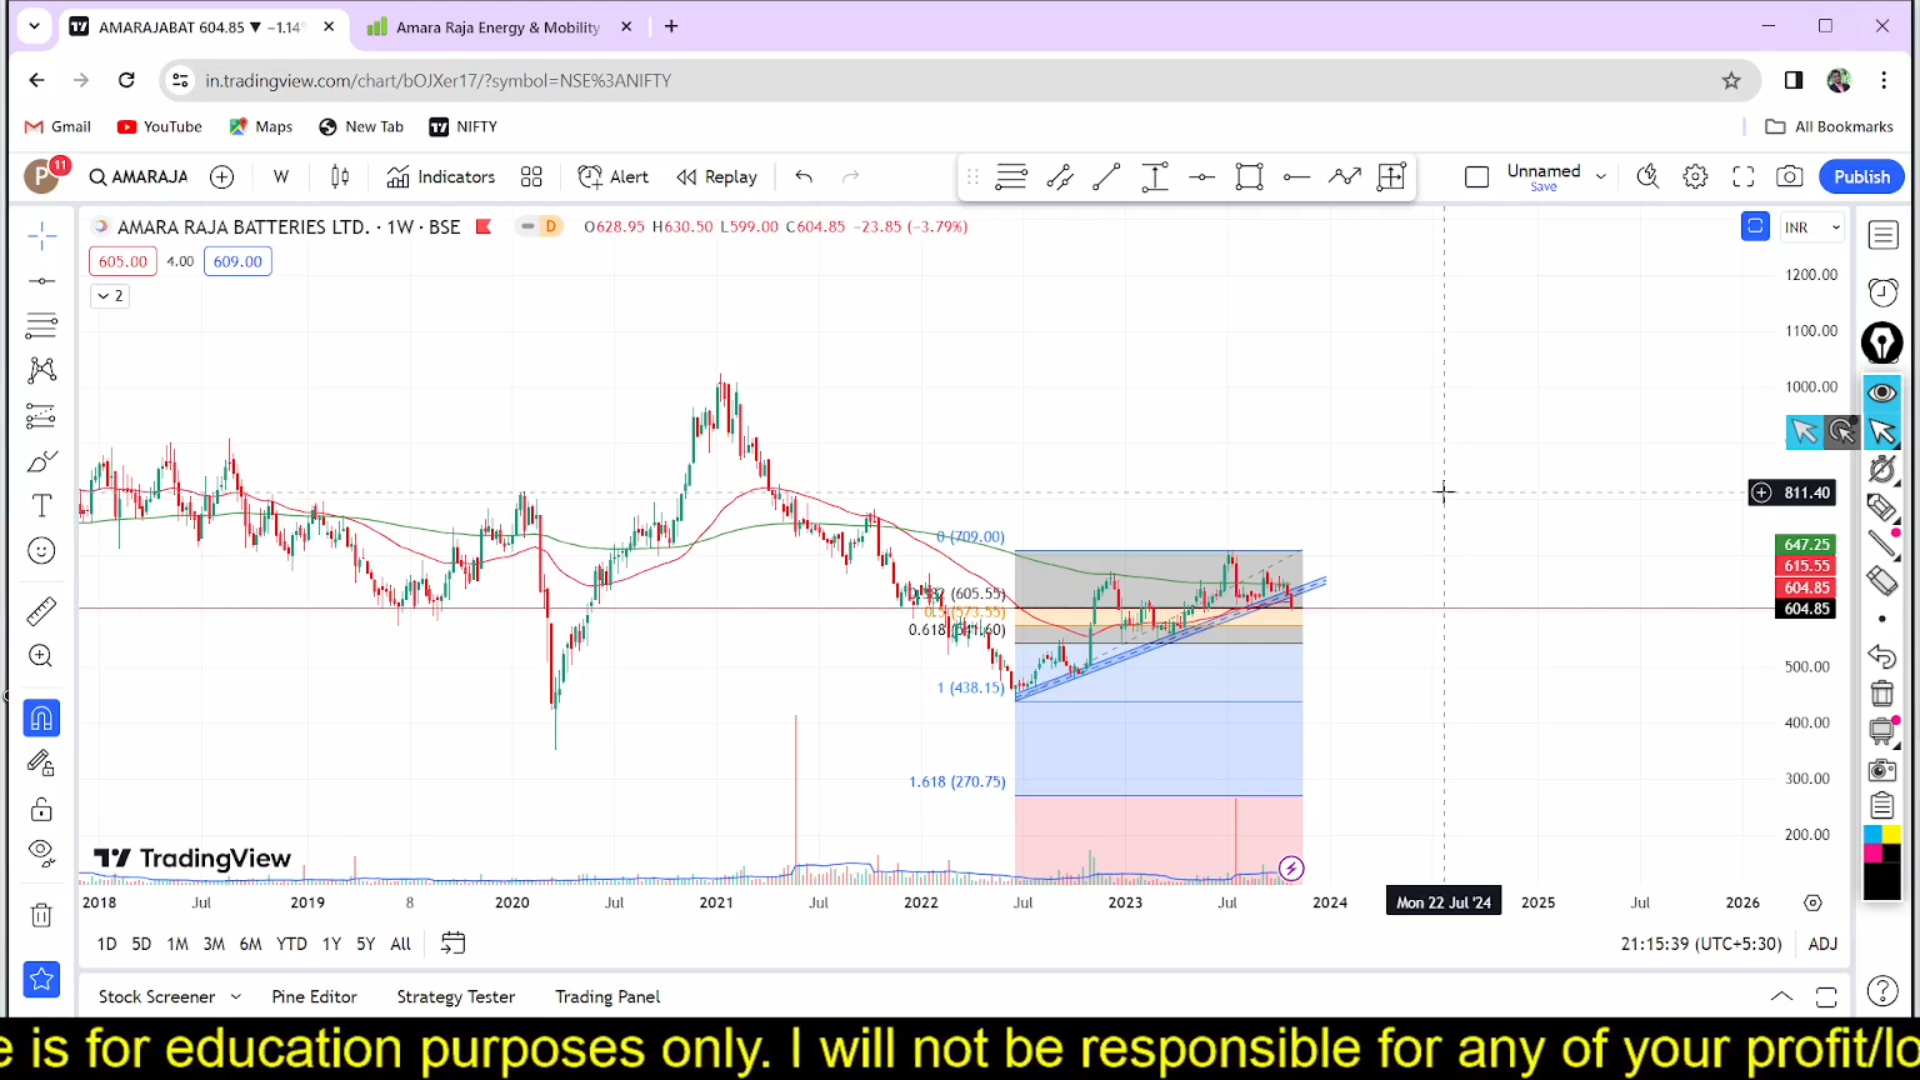 AMARAJABAT 604.85 ▼ −1.14
Amara Raja Energy & Mobility
in.tradingview.com/chart/bOJXer17/?symbol=NSE%3ANIFTY
Gmail YouTube Maps New Tab NIFTY All Bookmarks
P 11 AMARAJA W Indicators Alert Replay Unnamed Save Publish
AMARA RAJA BATTERIES LTD. · 1W · BSE D O628.95 H630.50 L599.00 C604.85 −23.85 (−3.79%) INR
605.00 4.00 609.00
2
1200.00
1100.00
1000.00
811.40
0 (709.00)
647.25
615.55
604.85
604.85
(605.55)
0.5 (573.55)
0.618 (541.60)
500.00
1 (438.15)
400.00
1.618 (270.75)
300.00
200.00
TradingView
2018 Jul 2019 8 2020 Jul 2021 Jul 2022 Jul 2023 Jul 2024 Mon 22 Jul '24 2025 Jul 2026
1D 5D 1M 3M 6M YTD 1Y 5Y All 21:15:39 (UTC+5:30) ADJ
Stock Screener Pine Editor Strategy Tester Trading Panel
e is for education purposes only. I will not be responsible for any of your profit/lo